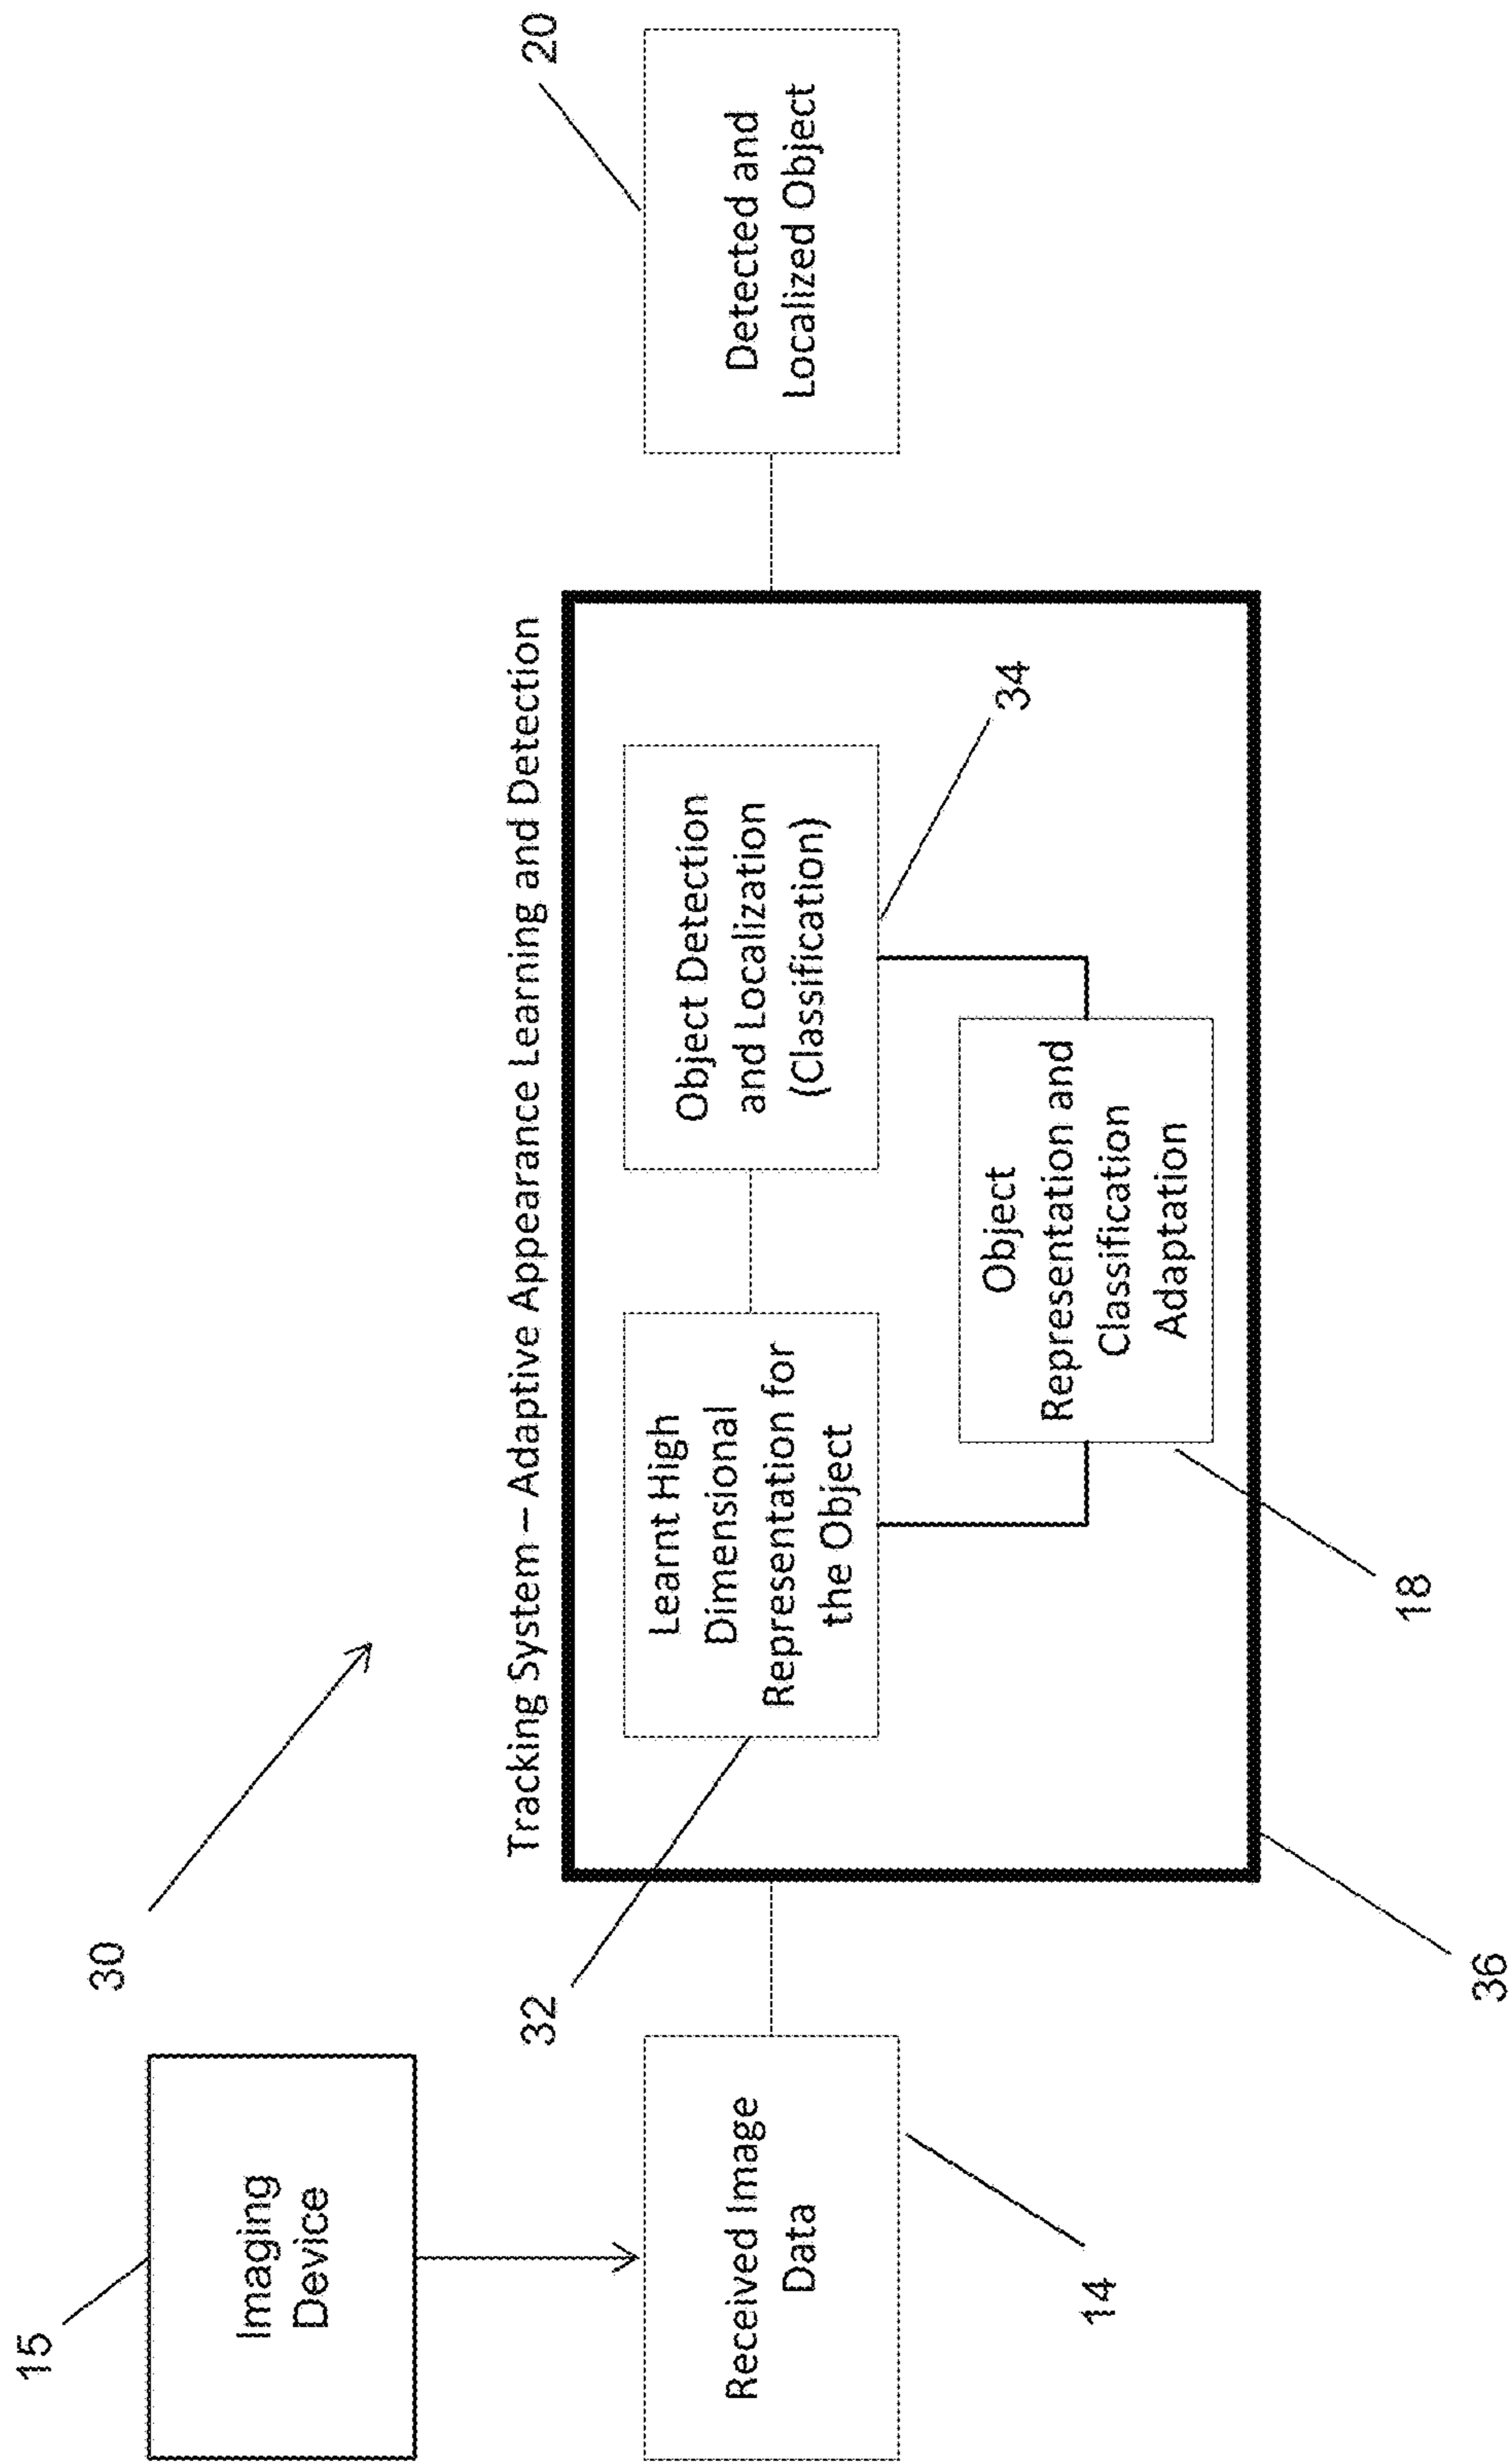 15
Imaging
Device
30
Received Image
Data
14
32
Tracking System – Adaptive Appearance Learning and Detection
Learnt High
Dimensional
Representation for
the Object
Object Detection
and Localization
(Classification)
34
Object
Representation and
Classification
Adaptation
18
36
Detected and
Localized Object
20